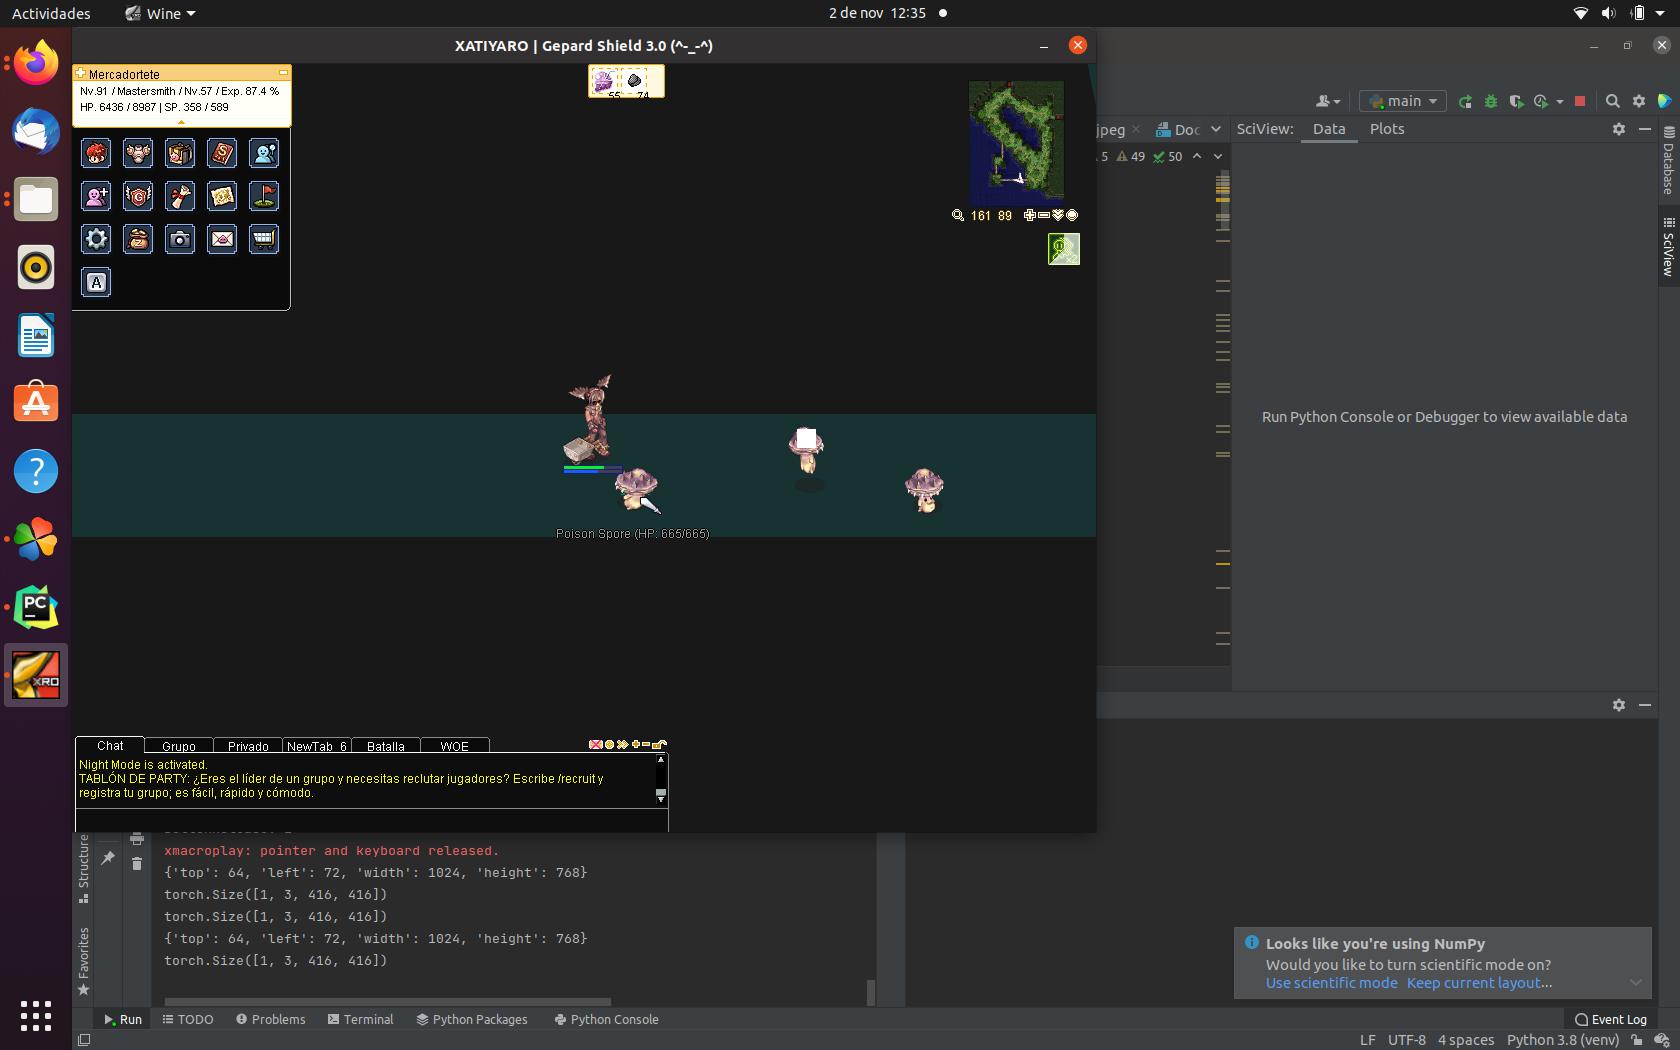 Actividades
Wine
2 de nov 12:35
XATIYARO | Gepard Shield 3.0 (^-_-^)
Mercadortete
Nv.91 / Mastersmith / Nv.57 / Exp. 87.4 %
HP. 6436 / 8987 | SP. 358 / 589
55 74
161 89
A
main
jpeg
Doc
SciView:
Data
Plots
5 49 50
Database
SciView
Run Python Console or Debugger to view available data
Poison Spore (HP: 665/665)
PC
XRO
Chat
Grupo
Privado
NewTab_6
Batalla
WOE
Night Mode is activated.
TABLÓN DE PARTY: ¿Eres el líder de un grupo y necesitas reclutar jugadores? Escribe /recruit y
registra tu grupo; es fácil, rápido y cómodo.
xmacroplay: pointer and keyboard released.
{'top': 64, 'left': 72, 'width': 1024, 'height': 768}
torch.Size([1, 3, 416, 416])
torch.Size([1, 3, 416, 416])
{'top': 64, 'left': 72, 'width': 1024, 'height': 768}
torch.Size([1, 3, 416, 416])
Structure
Favorites
Looks like you're using NumPy
Would you like to turn scientific mode on?
Use scientific mode Keep current layout...
Run
TODO
Problems
Terminal
Python Packages
Python Console
Event Log
LF UTF-8 4 spaces Python 3.8 (venv)